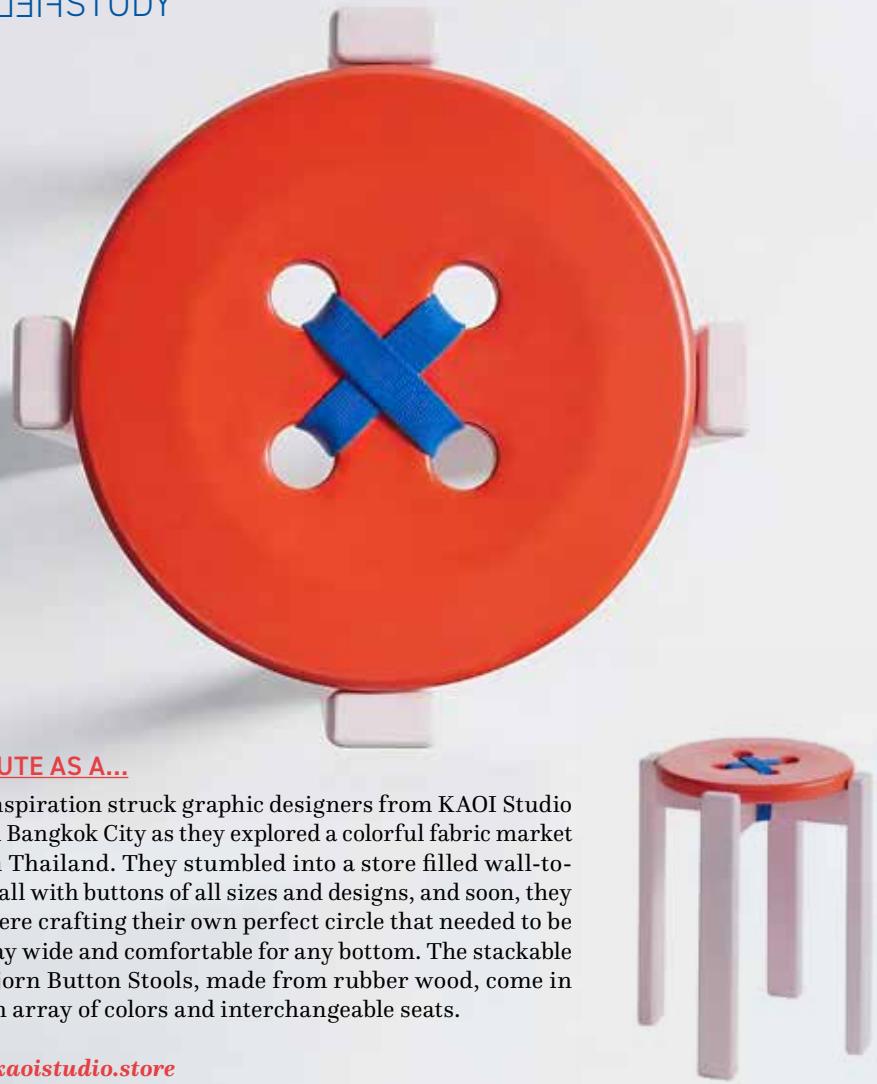 STUDY
UTE AS A...
nspiration struck graphic designers from KAOI Studio
Bangkok City as they explored a colorful fabric market
Thailand. They stumbled into a store filled wall-to-
all with buttons of all sizes and designs, and soon, they
ere crafting their own perfect circle that needed to be
ay wide and comfortable for any bottom. The stackable
jorn Button Stools, made from rubber wood, come in
n array of colors and interchangeable seats.
kaoistudio.store